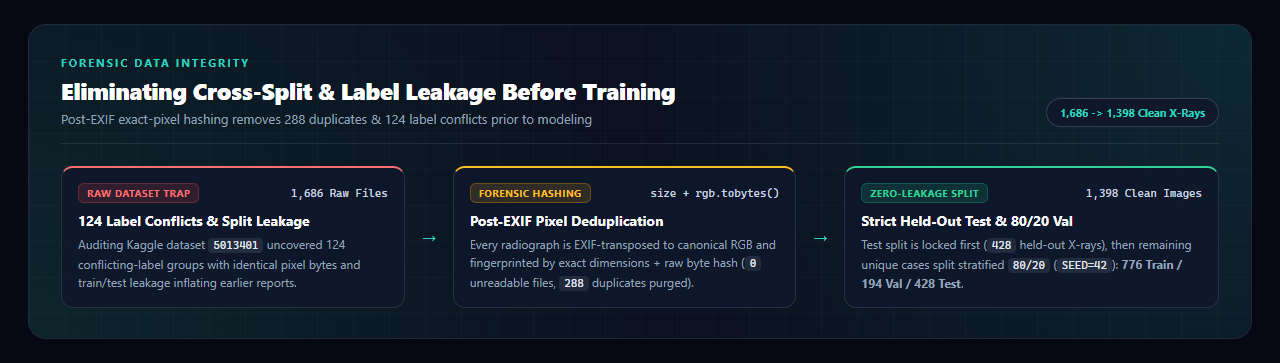 FORENSIC DATA INTEGRITY
Eliminating Cross-Split & Label Leakage Before Training
Post-EXIF exact-pixel hashing removes 288 duplicates & 124 label conflicts prior to modeling
1,686 -> 1,398 Clean X-Rays
RAW DATASET TRAP
1,686 Raw Files
124 Label Conflicts & Split Leakage
Auditing Kaggle dataset 5013401 uncovered 124
conflicting-label groups with identical pixel bytes and
train/test leakage inflating earlier reports.
→
FORENSIC HASHING
size + rgb.tobytes()
Post-EXIF Pixel Deduplication
Every radiograph is EXIF-transposed to canonical RGB and
fingerprinted by exact dimensions + raw byte hash ( 0
unreadable files, 288 duplicates purged).
→
ZERO-LEAKAGE SPLIT
1,398 Clean Images
Strict Held-Out Test & 80/20 Val
Test split is locked first ( 428 held-out X-rays), then remaining
unique cases split stratified 80/20 ( SEED=42 ): 776 Train /
194 Val / 428 Test.